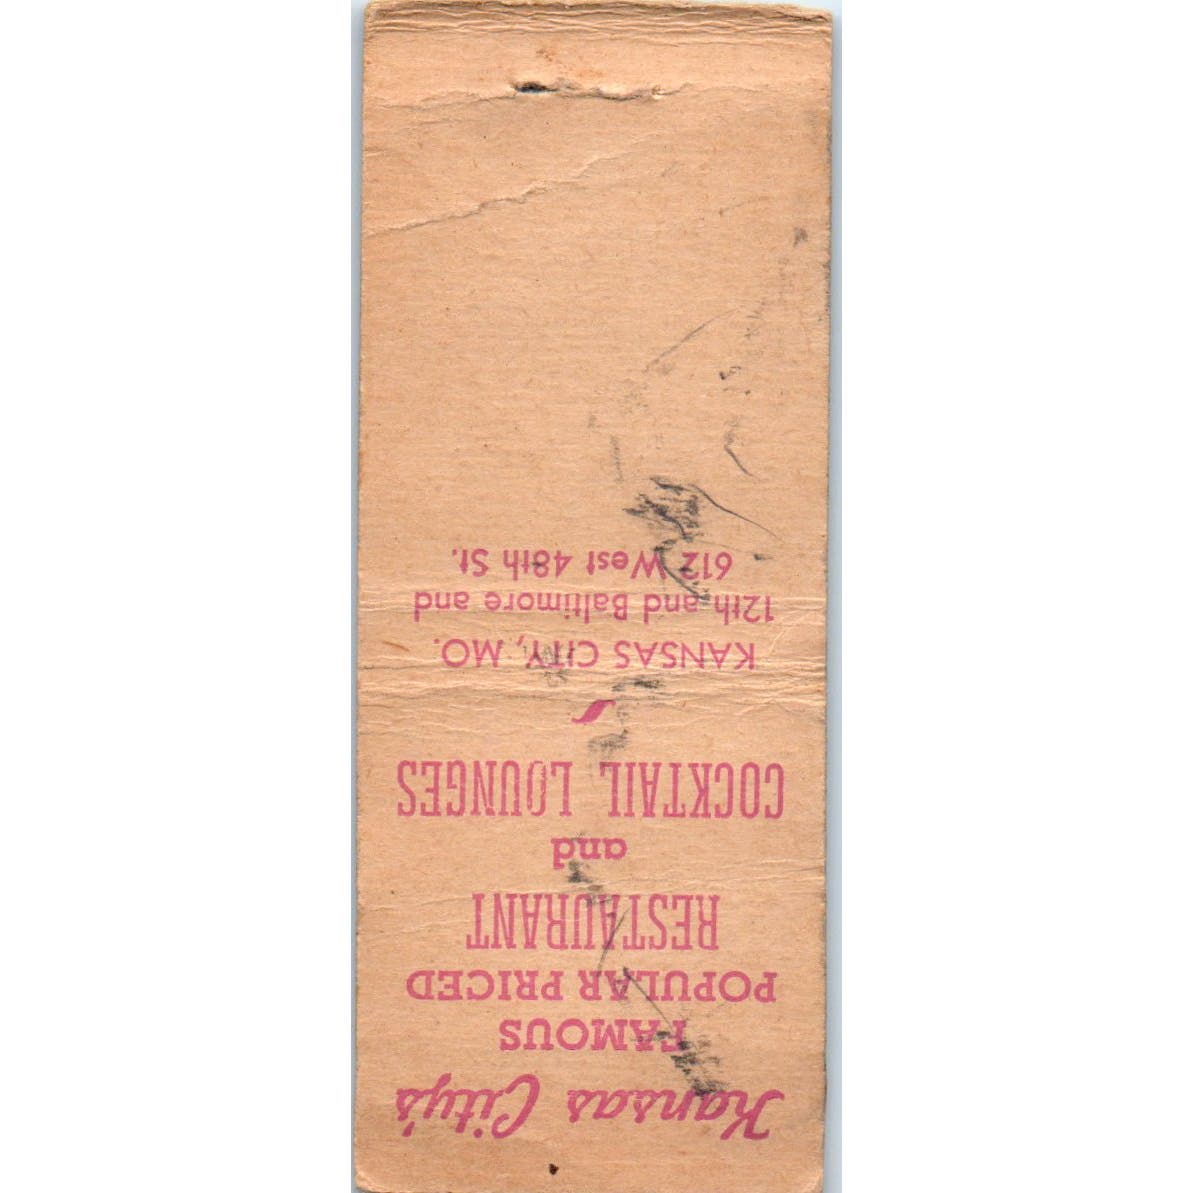 Kansas City's
FAMOUS
POPULAR PRICED
RESTAURANT
and
COCKTAIL LOUNGES
KANSAS CITY, MO.
12th and Baltimore and
612 West 48th St.